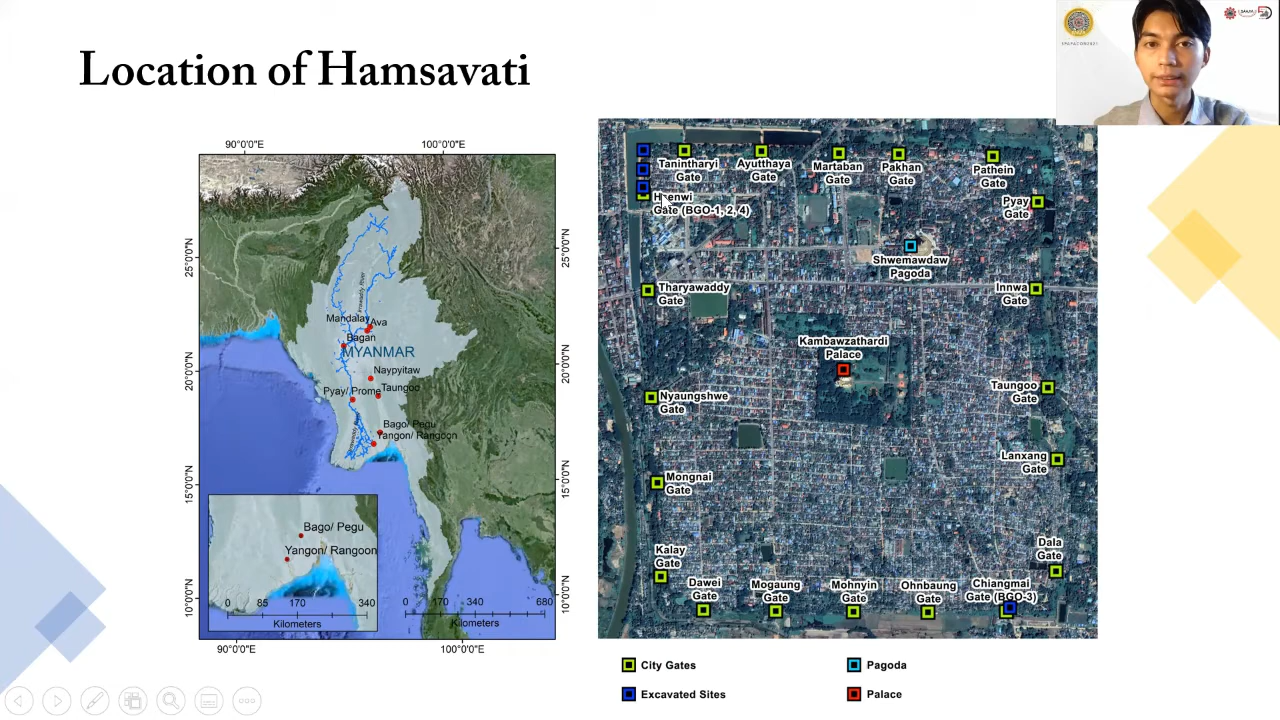 Location of Hamsavati
SPAFACON2021
90°0'0"E
100°0'0"E
25°0'0"N
20°0'0"N
15°0'0"N
10°0'0"N
25°0'0"N
20°0'0"N
15°0'0"N
10°0'0"N
90°0'0"E
100°0'0"E
Irrawaddy River
Mandalay
Ava
Bagan
MYANMAR
Naypyitaw
Pyay/ Prome
Taungoo
Bago/ Pegu
Yangon/ Rangoon
Bago/ Pegu
Yangon/ Rangoon
0 85 170 340
Kilometers
0 170 340 680
Kilometers
Tanintharyi
Gate
Ayutthaya
Gate
Martaban
Gate
Pakhan
Gate
Pathein
Gate
Gate (BGO-1, 2, 4)
Pyay
Gate
Shwemawdaw
Pagoda
Tharyawaddy
Gate
Innwa
Gate
Kambawzathardi
Palace
Nyaungshwe
Gate
Taungoo
Gate
Lanxang
Gate
Mongnai
Gate
Kalay
Gate
Dala
Gate
Dawei
Gate
Mogaung
Gate
Mohnyin
Gate
Ohnbaung
Gate
Chiangmai
Gate (BGO-3)
City Gates
Pagoda
Excavated Sites
Palace